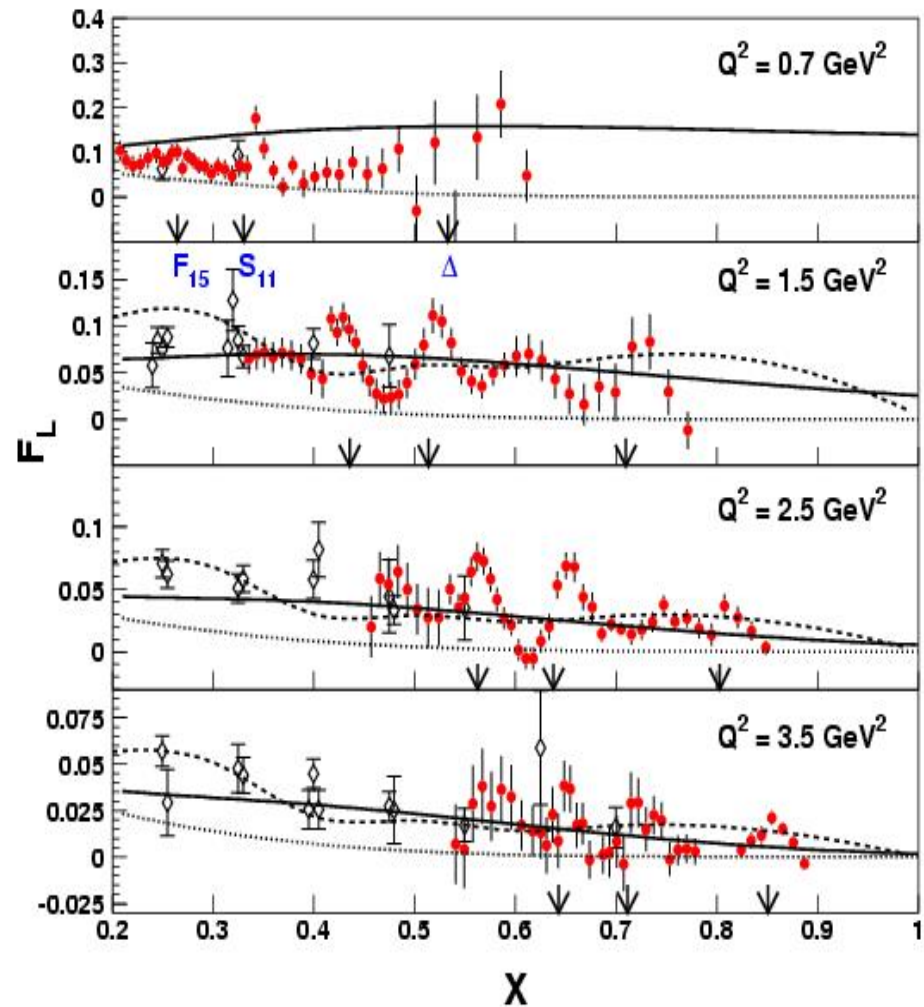 0.4
Q² = 0.7 GeV²
0.3
0.2
0.1
0
F₁₅ S₁₁ Δ
Q² = 1.5 GeV²
0.15
0.1
0.05
0
F_L
Q² = 2.5 GeV²
0.1
0.05
0
Q² = 3.5 GeV²
0.075
0.05
0.025
0
-0.025
0.2 0.3 0.4 0.5 0.6 0.7 0.8 0.9 1
X